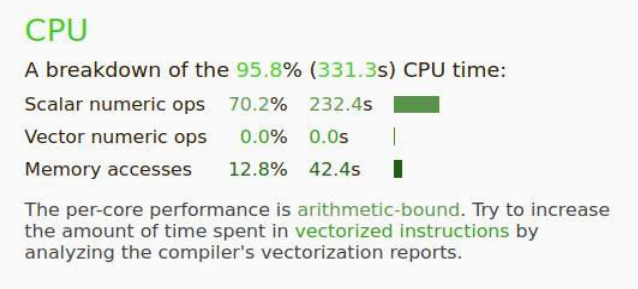 CPU
A breakdown of the 95.8% (331.3s) CPU time:
Scalar numeric ops 70.2% 232.4s
Vector numeric ops 0.0% 0.0s
Memory accesses 12.8% 42.4s
The per-core performance is arithmetic-bound. Try to increase
the amount of time spent in vectorized instructions by
analyzing the compiler's vectorization reports.